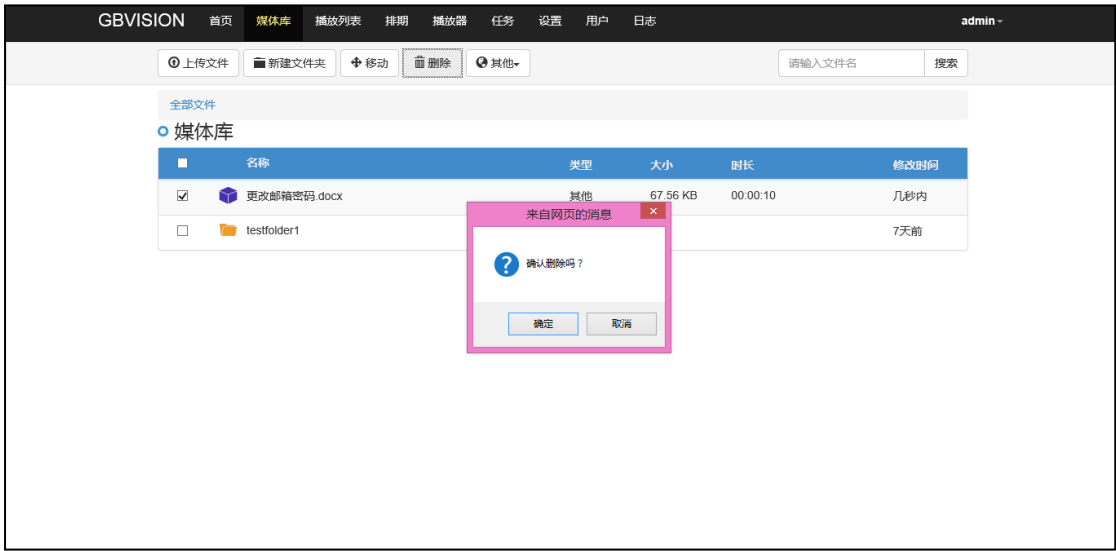 GBVISION 首页 媒体库 播放列表 排期 播放器 任务 设置 用户 日志 admin
上传文件 新建文件夹 移动 删除 其他 请输入文件名 搜索
全部文件
媒体库
名称 类型 大小 时长 修改时间
更改邮箱密码.docx 其他 67.56 KB 00:00:10 几秒内
testfolder1 7天前
来自网页的消息
确认删除吗？
确定 取消